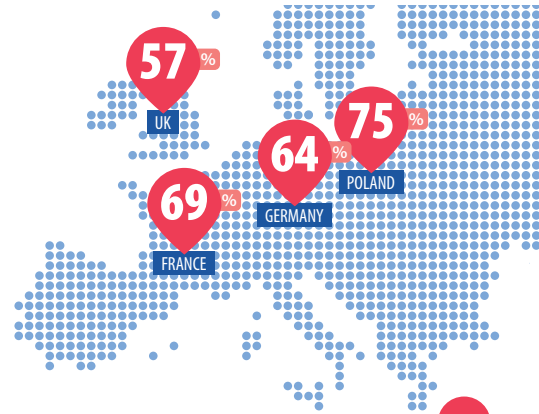 57 %
UK
75 %
POLAND
64 %
GERMANY
69 %
FRANCE